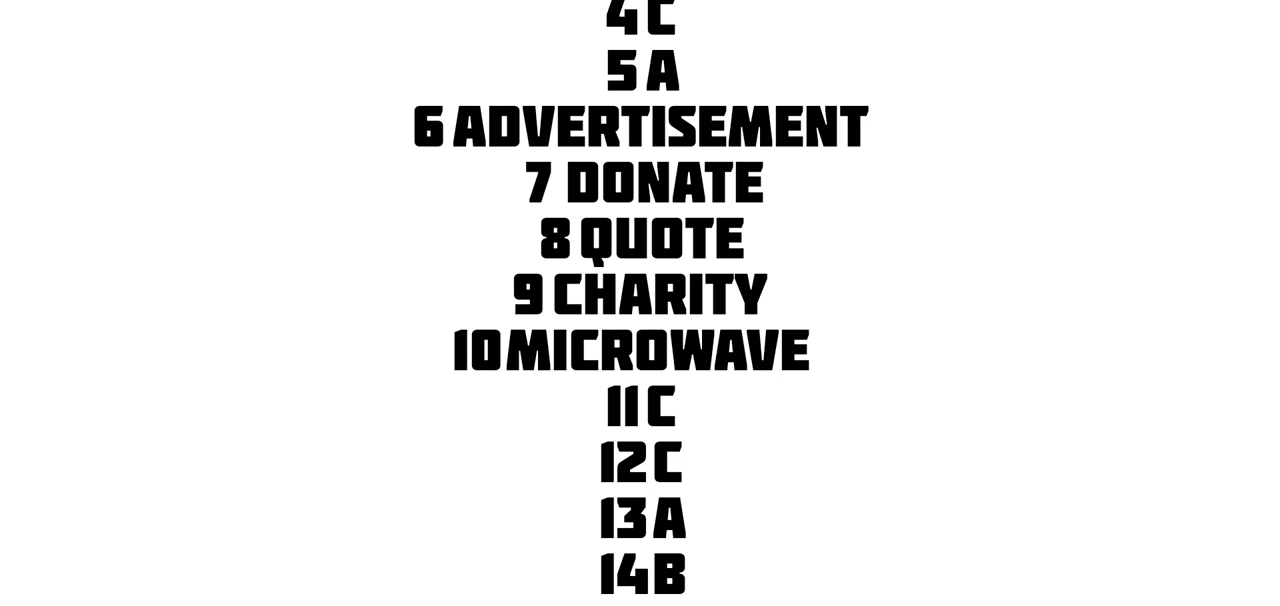 4 C
5 A
6 ADVERTISEMENT
7 DONATE
8 QUOTE
9 CHARITY
10 MICROWAVE
11 C
12 C
13 A
14 B